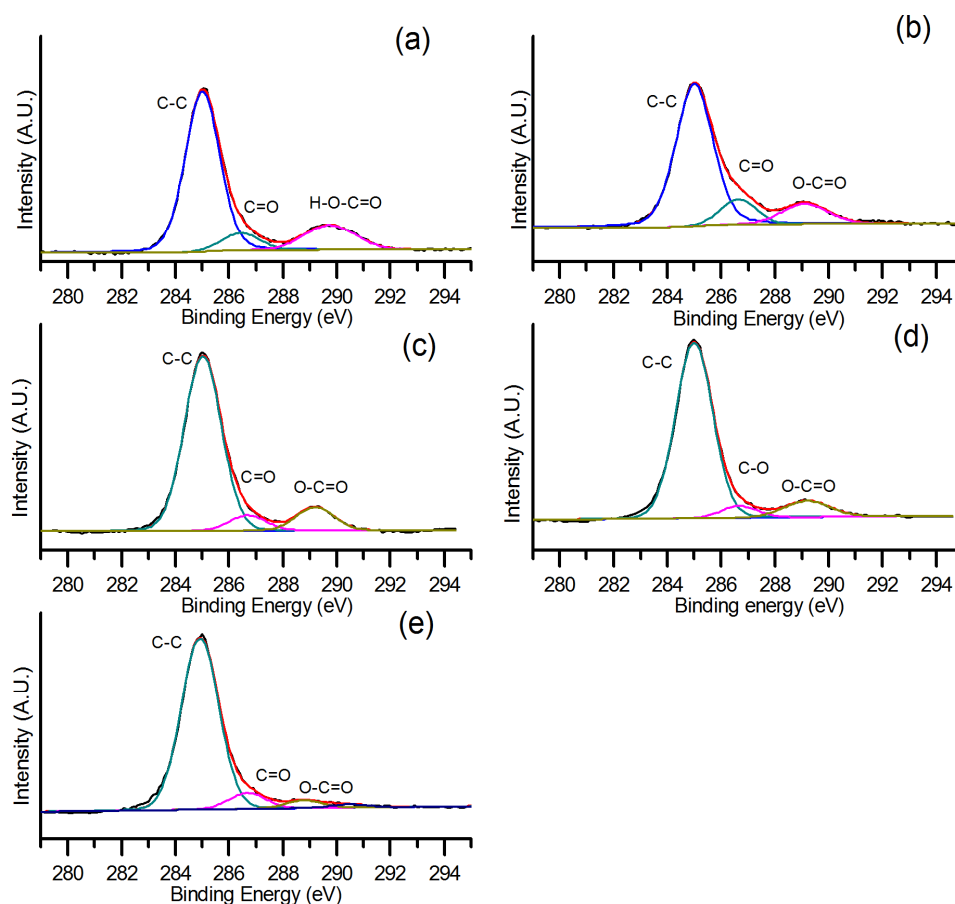 (a)
C-C
C=O
H-O-C=O
Intensity (A.U.)
280 282 284 286 288 290 292 294
Binding Energy (eV)
(b)
C-C
C=O
O-C=O
Intensity (A.U.)
280 282 284 286 288 290 292 294
Binding Energy (eV)
(c)
C-C
C=O
O-C=O
Intensity (A.U.)
280 282 284 286 288 290 292 294
Binding Energy (eV)
(d)
C-C
C-O
O-C=O
Intensity (A.U.)
280 282 284 286 288 290 292 294
Binding energy (eV)
(e)
C-C
C=O
O-C=O
Intensity (A.U.)
280 282 284 286 288 290 292 294
Binding Energy (eV)